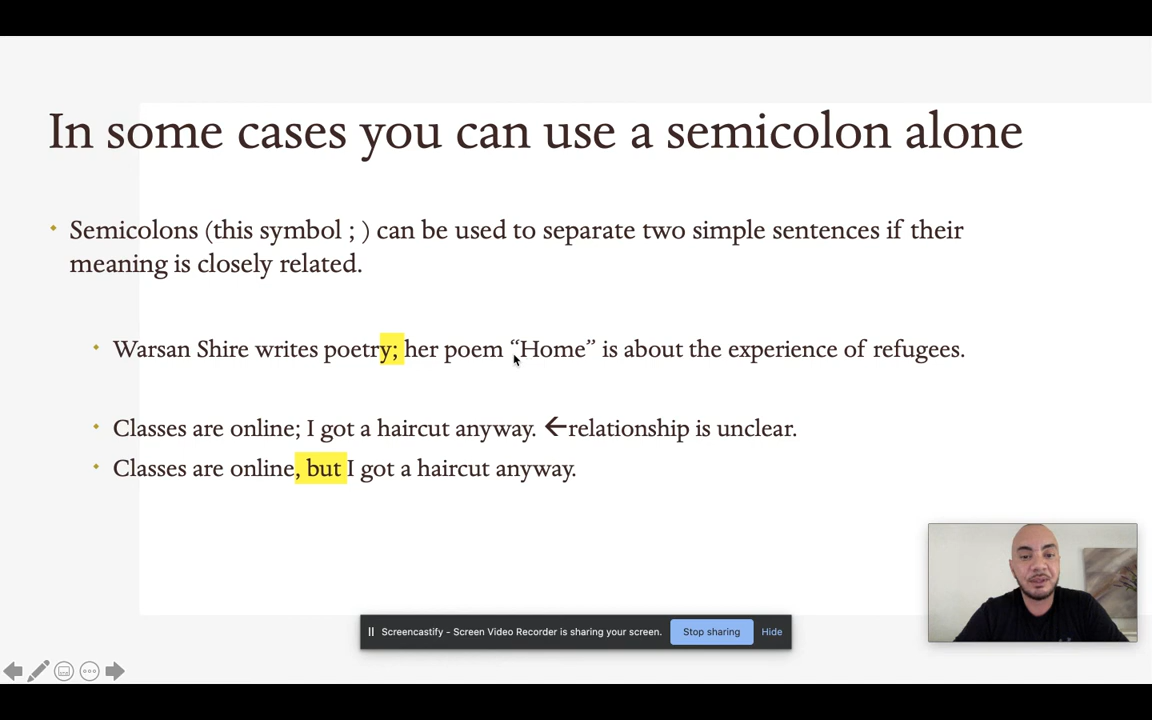 In some cases you can use a semicolon alone
Semicolons (this symbol ; ) can be used to separate two simple sentences if their
meaning is closely related.
Warsan Shire writes poetry; her poem “Home” is about the experience of refugees.
Classes are online; I got a haircut anyway. ←relationship is unclear.
Classes are online, but I got a haircut anyway.
Screencastify - Screen Video Recorder is sharing your screen. Stop sharing Hide